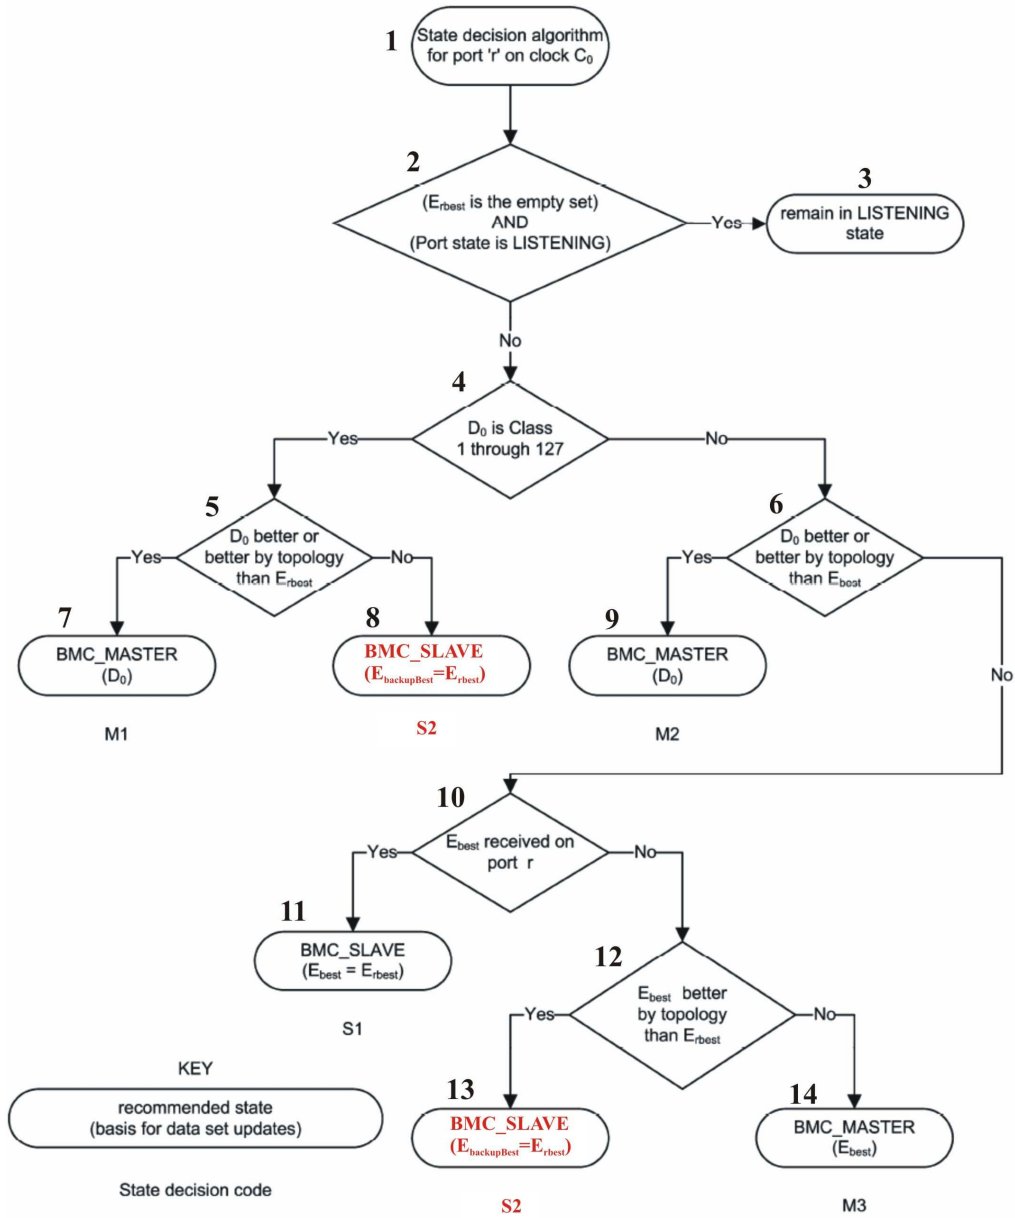 1
State decision algorithm
for port 'r' on clock C₀
2
(Erbest is the empty set)
AND
(Port state is LISTENING)
Yes
3
remain in LISTENING
state
No
4
D₀ is Class
1 through 127
Yes
No
5
D₀ better or
better by topology
than Erbest
Yes
No
6
D₀ better or
better by topology
than Ebest
Yes
No
7
BMC_MASTER
(D₀)
M1
8
BMC_SLAVE
(EbackupBest=Erbest)
S2
9
BMC_MASTER
(D₀)
M2
10
Ebest received on
port r
Yes
No
11
BMC_SLAVE
(Ebest = Erbest)
S1
12
Ebest better
by topology
than Erbest
Yes
No
13
BMC_SLAVE
(EbackupBest=Erbest)
S2
14
BMC_MASTER
(Ebest)
M3
KEY
recommended state
(basis for data set updates)
State decision code